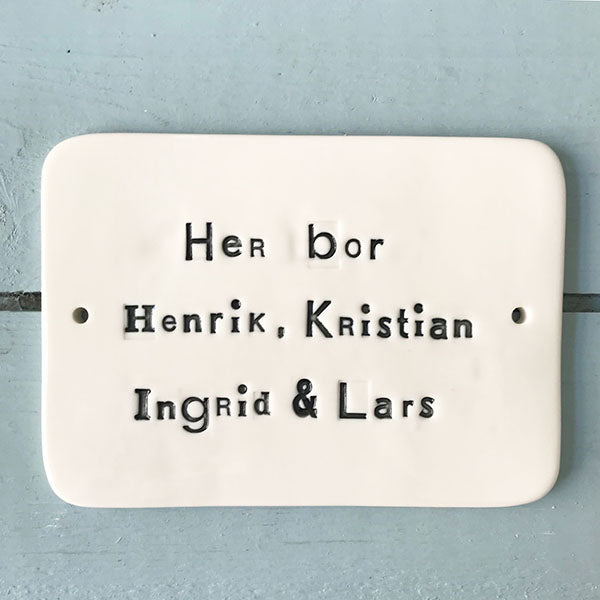 Her bor
Henrik, Kristian
Ingrid & Lars